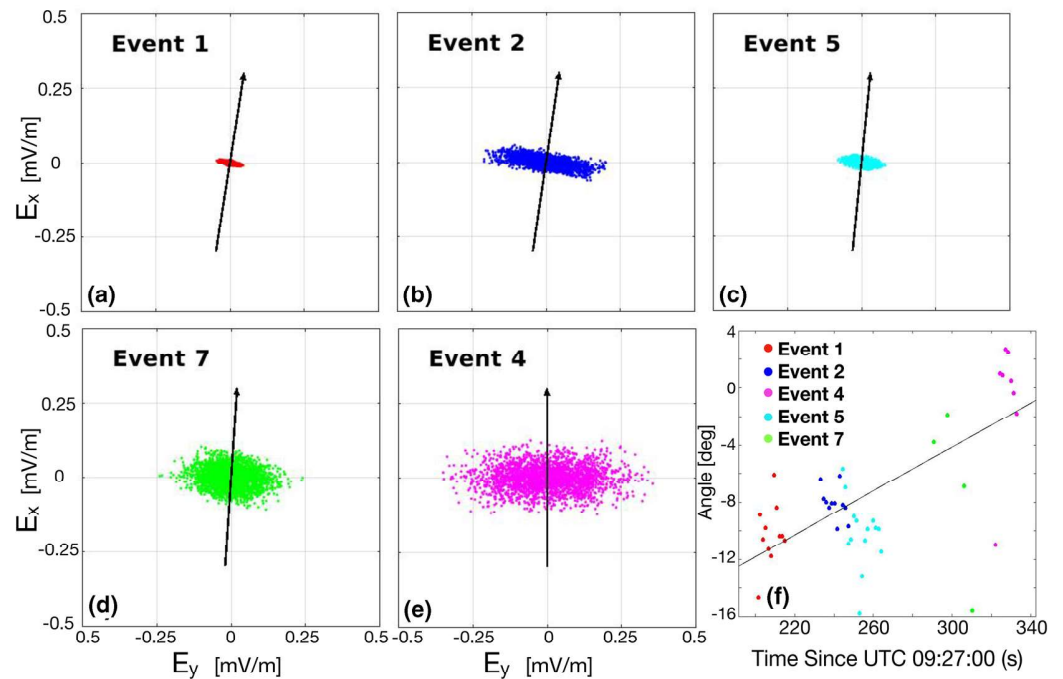 0.5
Event 1
Event 2
Event 5
0.25
0
-0.25
-0.5
Ex [mV/m]
(a)
(b)
(c)
0.5
Event 7
Event 4
0.25
0
-0.25
-0.5
Ex [mV/m]
(d)
(e)
0.5 0.25 0 0.25 0.5 0.25 0 0.25 0.5
Ey [mV/m]
Ey [mV/m]
4
0
-4
-8
-12
-16
Angle [deg]
Event 1
Event 2
Event 4
Event 5
Event 7
(f)
220 260 300 340
Time Since UTC 09:27:00 (s)